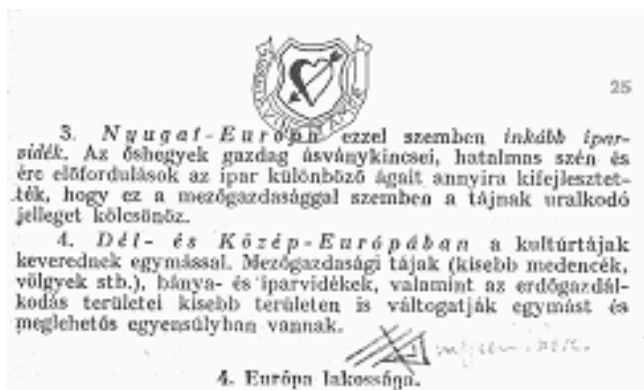 25
3. Nyugat-Európa ezzel szemben inkább ipar-
vidék. Az őshegyek gazdag ásványkincsei, hatalmas szén és
érc előfordulások az ipar különböző ágait annyira kifejlesztet-
ték, hogy ez a mezőgazdasággal szemben a tájnak uralkodó
jelleget kölcsönöz.
4. Dél- és Közép-Európában a kultúrtájak
keverednek egymással. Mezőgazdasági tájak (kisebb medencék,
völgyek stb.), bánya- és iparvidékek, valamint az erdőgazdál-
kodás területei kisebb területen is váltogatják egymást és
meglehetős egyensúlyban vannak.
4. Európa lakossága.